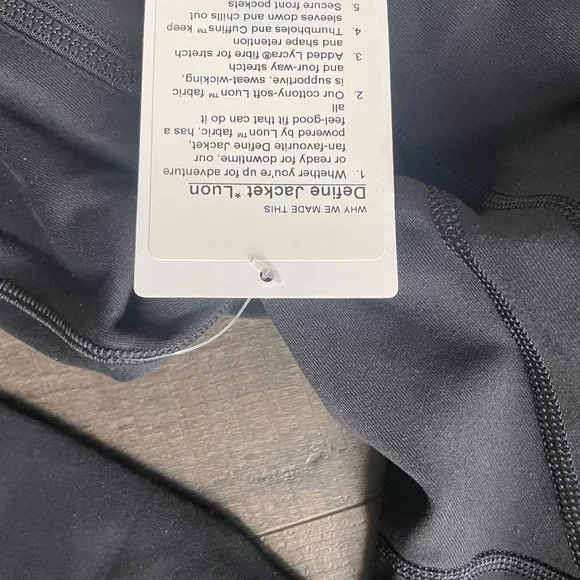 WHY WE MADE THIS
Define Jacket *Luon
1. Whether you're up for adventure
or ready for downtime, our
fan-favourite Define Jacket,
powered by Luon™ fabric, has a
feel-good fit that can do it
all
2. Our cottony-soft Luon™ fabric
is supportive, sweat-wicking,
and four-way stretch
3. Added Lycra® fibre for stretch
and shape retention
4. Thumbholes and Cuffins™ keep
sleeves down and chills out
5. Secure front pockets